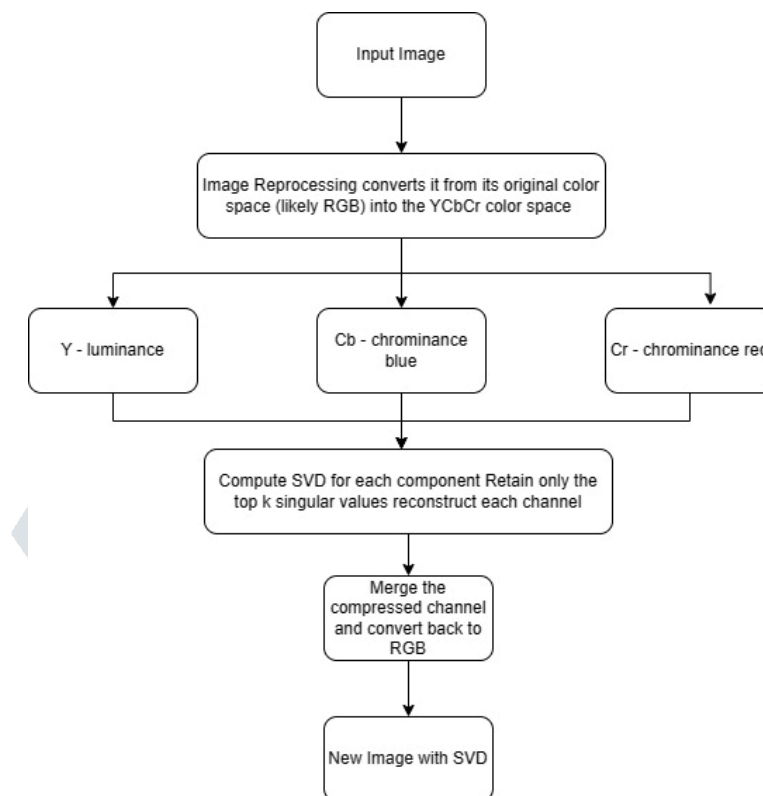 Input Image
Image Reprocessing converts it from its original color
space (likely RGB) into the YCbCr color space
Y - luminance
Cb - chrominance
blue
Cr - chrominance red
Compute SVD for each component Retain only the
top k singular values reconstruct each channel
Merge the
compressed channel
and convert back to
RGB
New Image with SVD